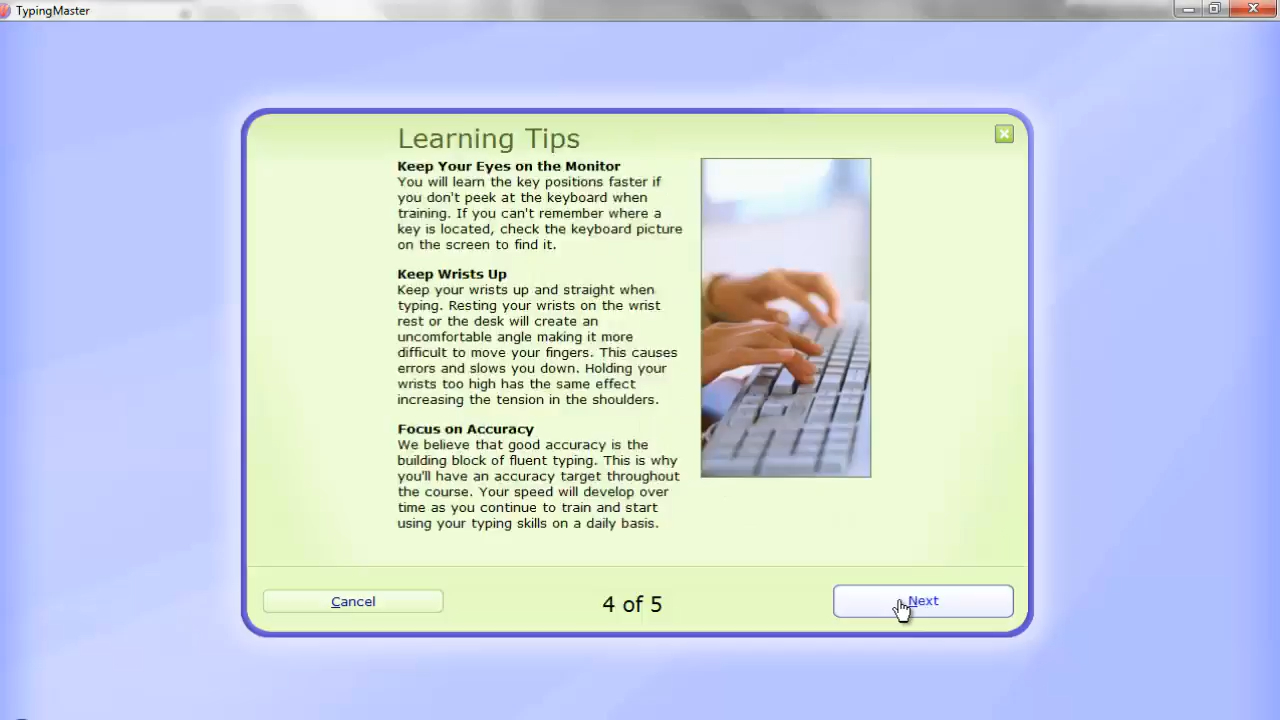 TypingMaster
Learning Tips
Keep Your Eyes on the Monitor
You will learn the key positions faster if
you don't peek at the keyboard when
training. If you can't remember where a
key is located, check the keyboard picture
on the screen to find it.
Keep Wrists Up
Keep your wrists up and straight when
typing. Resting your wrists on the wrist
rest or the desk will create an
uncomfortable angle making it more
difficult to move your fingers. This causes
errors and slows you down. Holding your
wrists too high has the same effect
increasing the tension in the shoulders.
Focus on Accuracy
We believe that good accuracy is the
building block of fluent typing. This is why
you'll have an accuracy target throughout
the course. Your speed will develop over
time as you continue to train and start
using your typing skills on a daily basis.
Cancel
4 of 5
Next